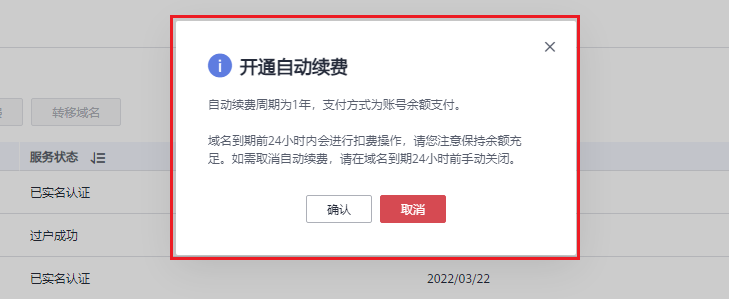 开通自动续费
自动续费周期为1年，支付方式为账号余额支付。
域名到期前24小时内会进行扣费操作，请您注意保持余额充
足。如需取消自动续费，请在域名到期24小时前手动关闭。
确认
取消
转移域名
服务状态
已实名认证
过户成功
已实名认证
2022/03/22